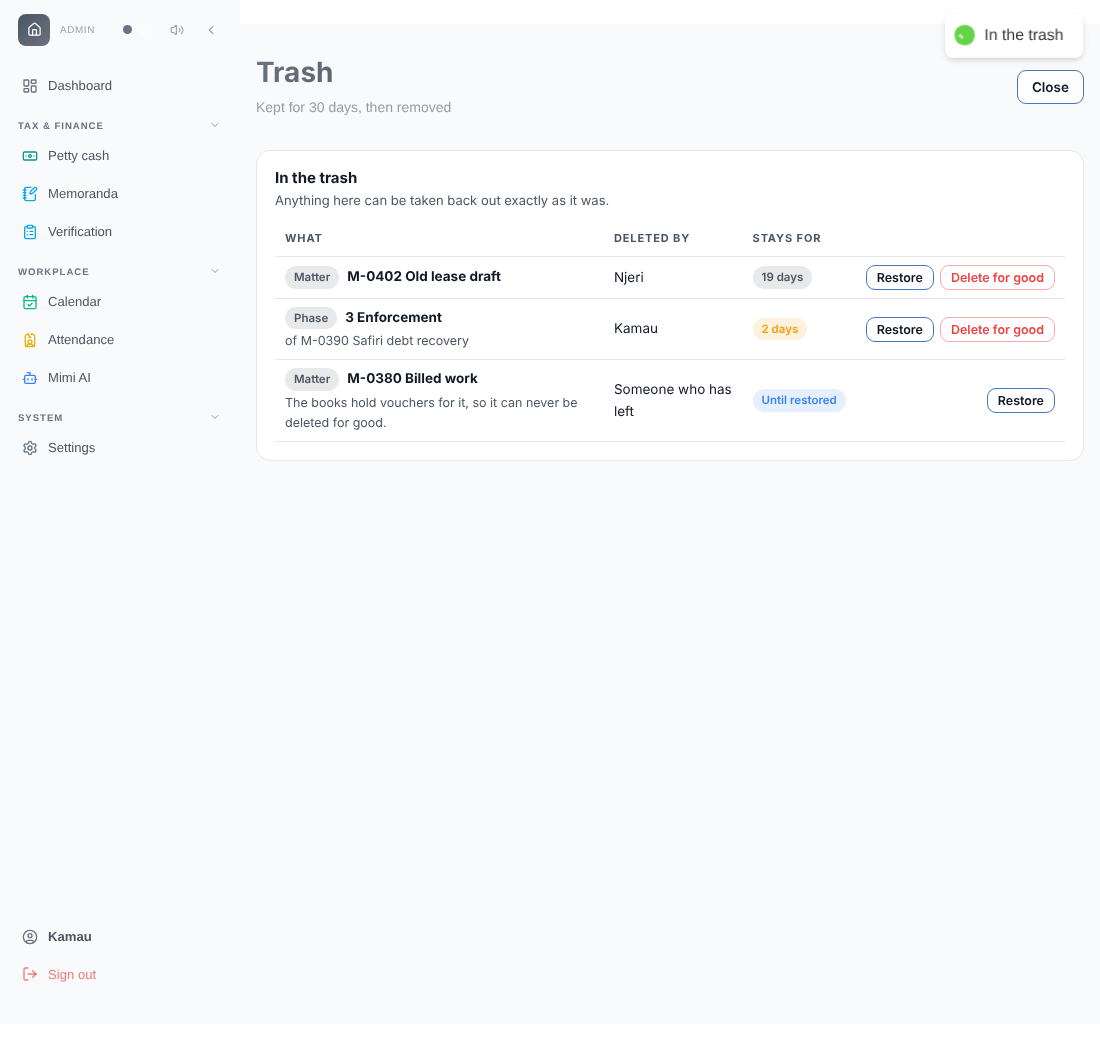 ADMIN
In the trash
Dashboard
TAX & FINANCE
Petty cash
Memoranda
Verification
WORKPLACE
Calendar
Attendance
Mimi AI
SYSTEM
Settings
Kamau
Sign out
Trash
Close
Kept for 30 days, then removed
In the trash
Anything here can be taken back out exactly as it was.
WHAT DELETED BY STAYS FOR
Matter M-0402 Old lease draft Njeri 19 days Restore Delete for good
Phase 3 Enforcement
of M-0390 Safiri debt recovery
Kamau 2 days Restore Delete for good
Matter M-0380 Billed work
The books hold vouchers for it, so it can never be
deleted for good.
Someone who has
left
Until restored Restore